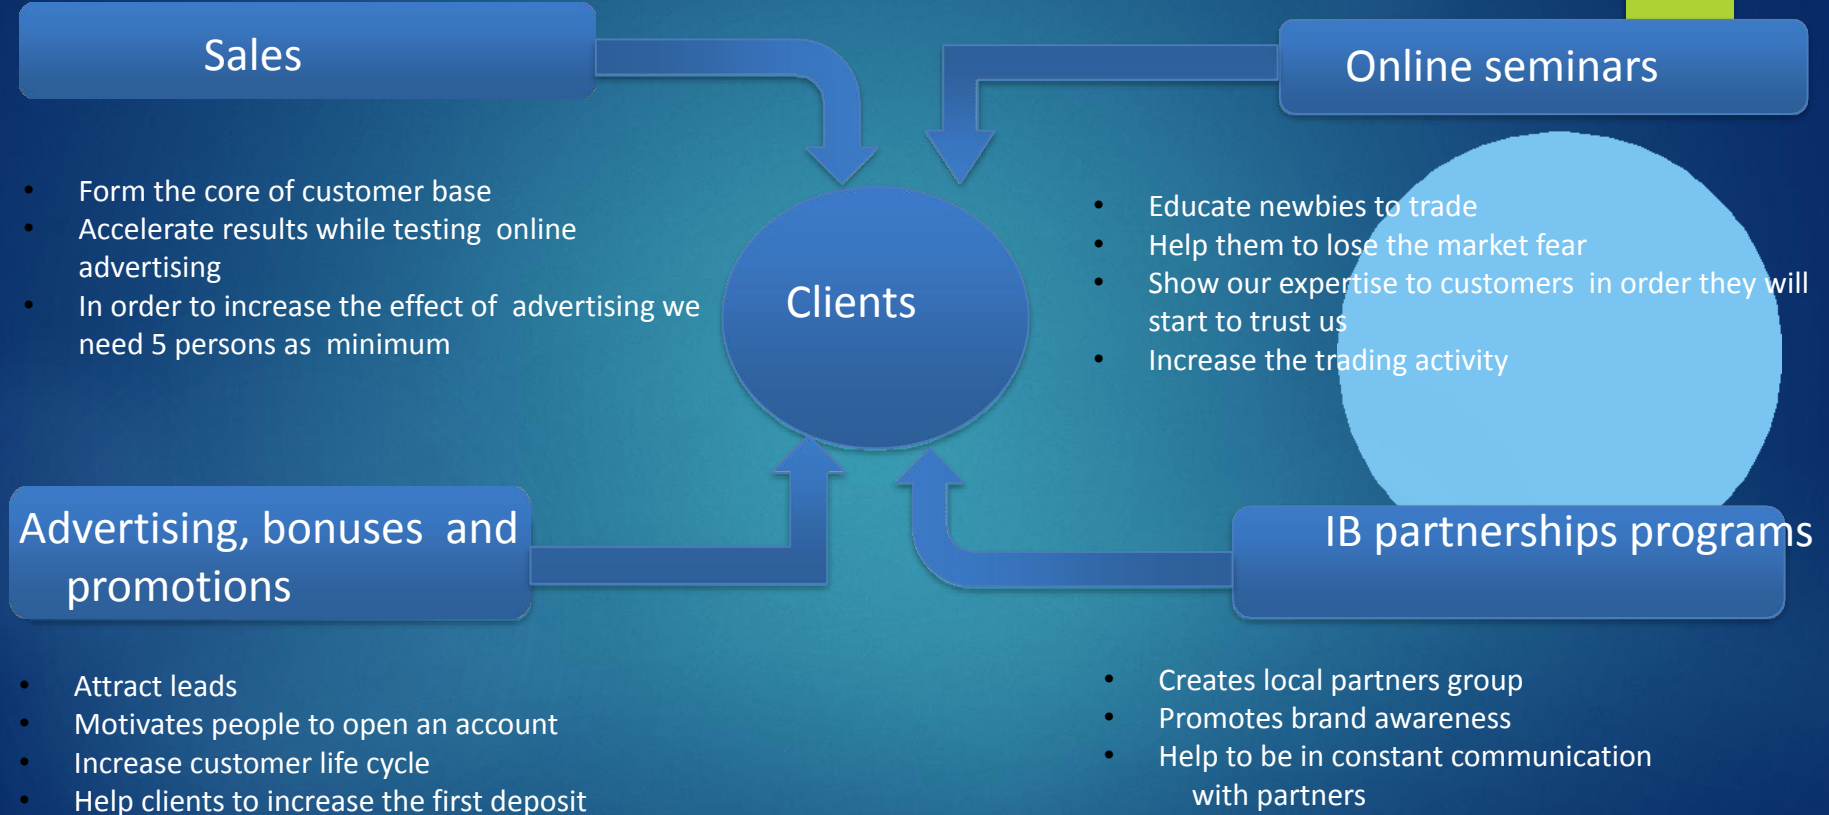 Sales
• Form the core of customer base
• Accelerate results while testing online
advertising
• In order to increase the effect of advertising we
need 5 persons as minimum
Online seminars
• Educate newbies to trade
• Help them to lose the market fear
• Show our expertise to customers in order they will
start to trust us
• Increase the trading activity
Clients
Advertising, bonuses and
promotions
• Attract leads
• Motivates people to open an account
• Increase customer life cycle
• Help clients to increase the first deposit
IB partnerships programs
• Creates local partners group
• Promotes brand awareness
• Help to be in constant communication
with partners